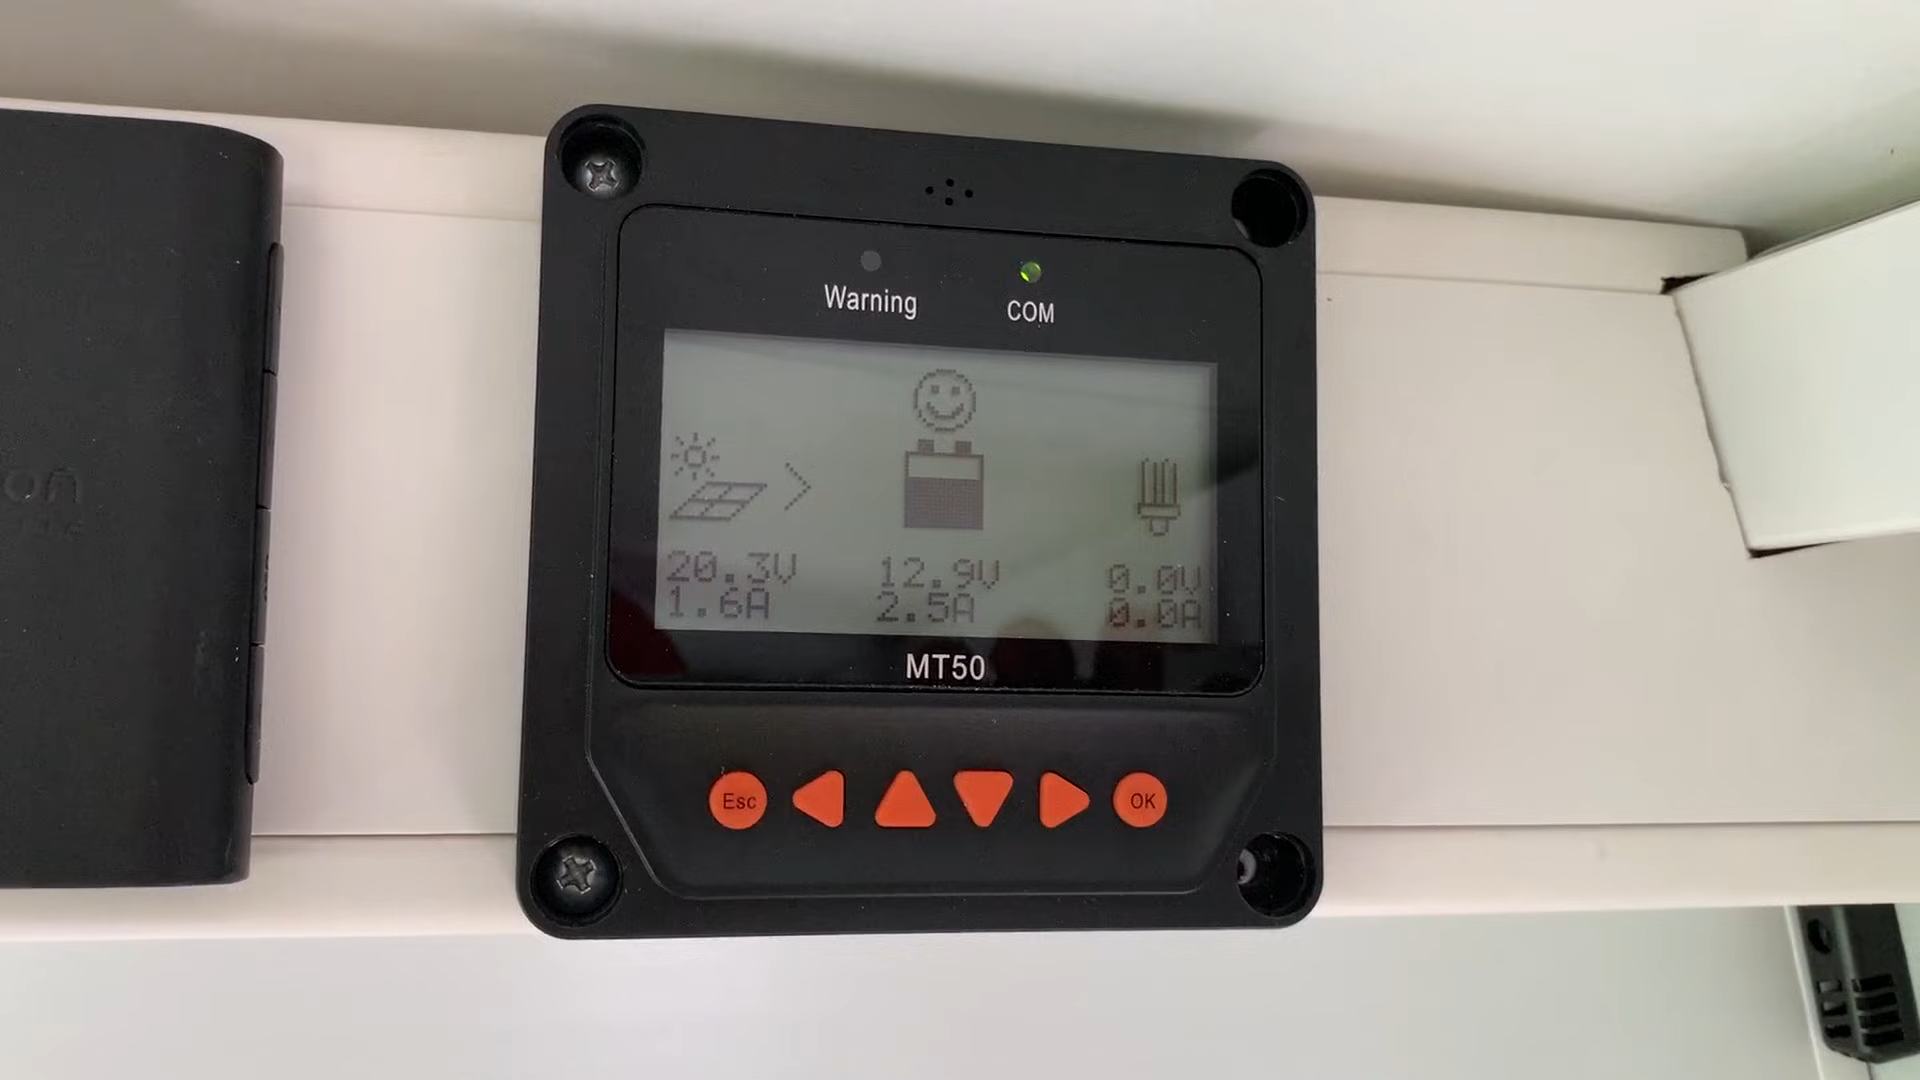 Warning
COM
20.3V 12.9V 0.0V
1.6A 2.5A 0.0A
MT50
Esc
OK